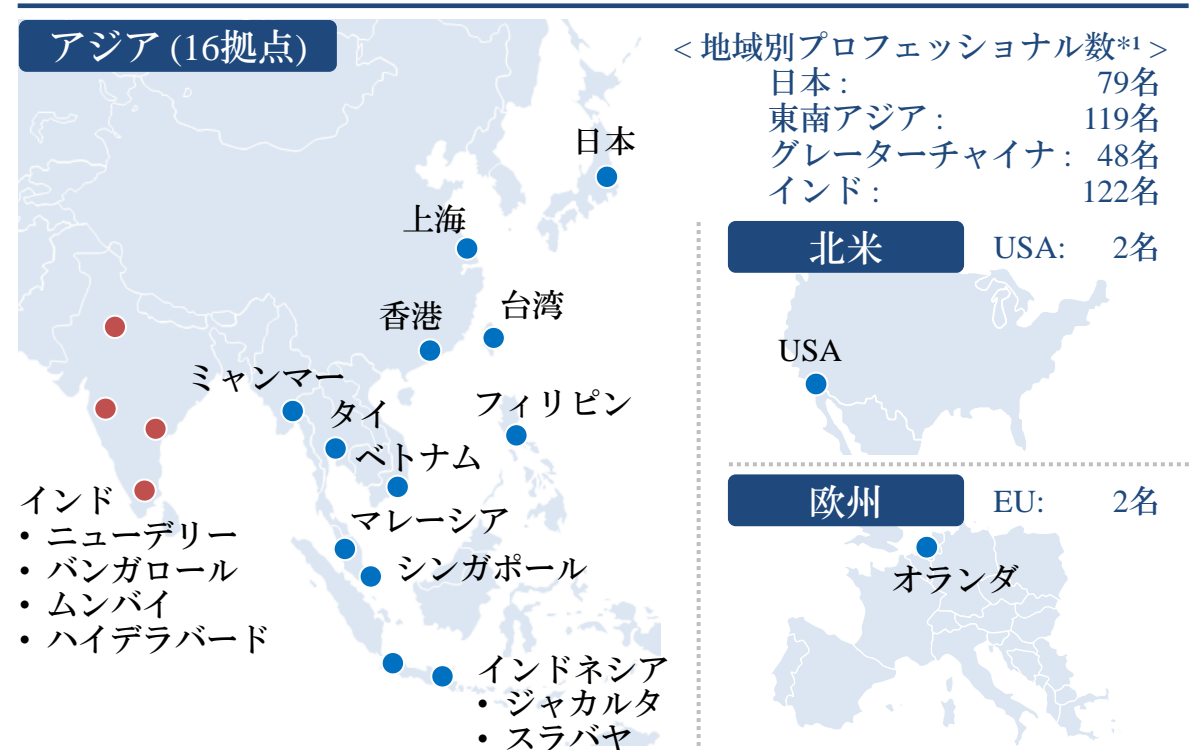 アジア (16拠点)
< 地域別プロフェッショナル数*1 >
日本 : 79名
東南アジア : 119名
グレーターチャイナ : 48名
インド : 122名
日本
上海
香港
台湾
ミャンマー
タイ
フィリピン
ベトナム
マレーシア
シンガポール
インド
• ニューデリー
• バンガロール
• ムンバイ
• ハイデラバード
インドネシア
• ジャカルタ
• スラバヤ
北米 USA: 2名
USA
欧州 EU: 2名
オランダ